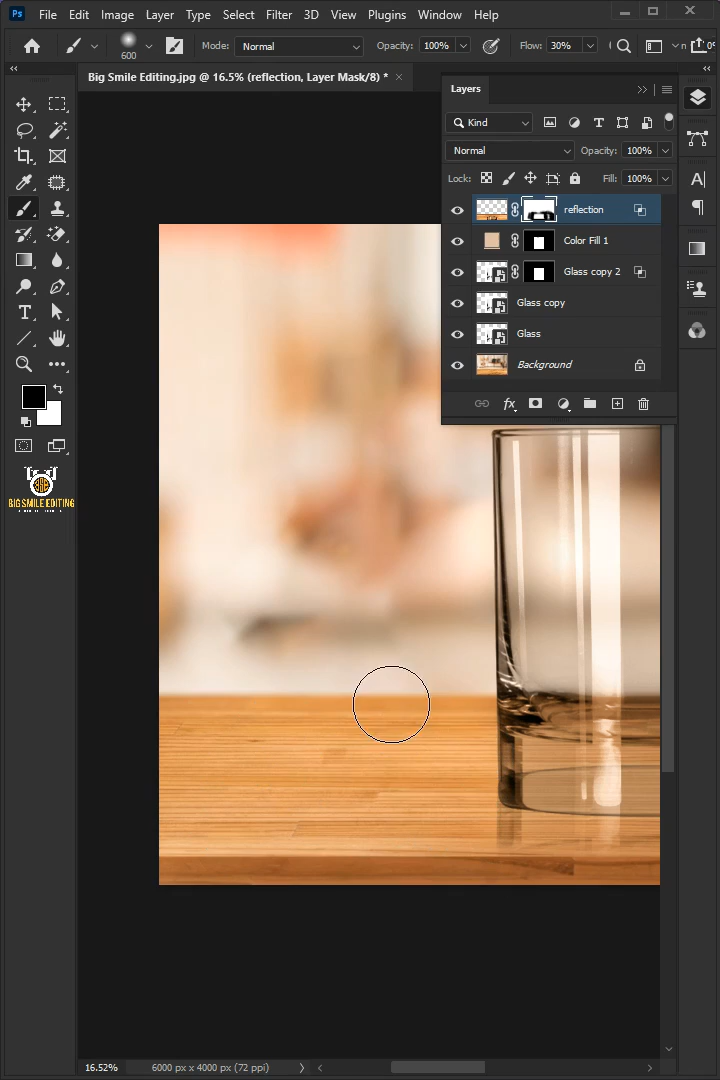 Ps File Edit Image Layer Type Select Filter 3D View Plugins Window Help
600 Mode: Normal Opacity: 100% Flow: 30% 0°
Big Smile Editing.jpg @ 16.5% (reflection, Layer Mask/8) * ×
Layers
Kind
Normal Opacity: 100%
Lock: Fill: 100%
reflection
Color Fill 1
Glass copy 2
Glass copy
Glass
Background
fx
BIG SMILE EDITING
16.52% 6000 px x 4000 px (72 ppi)